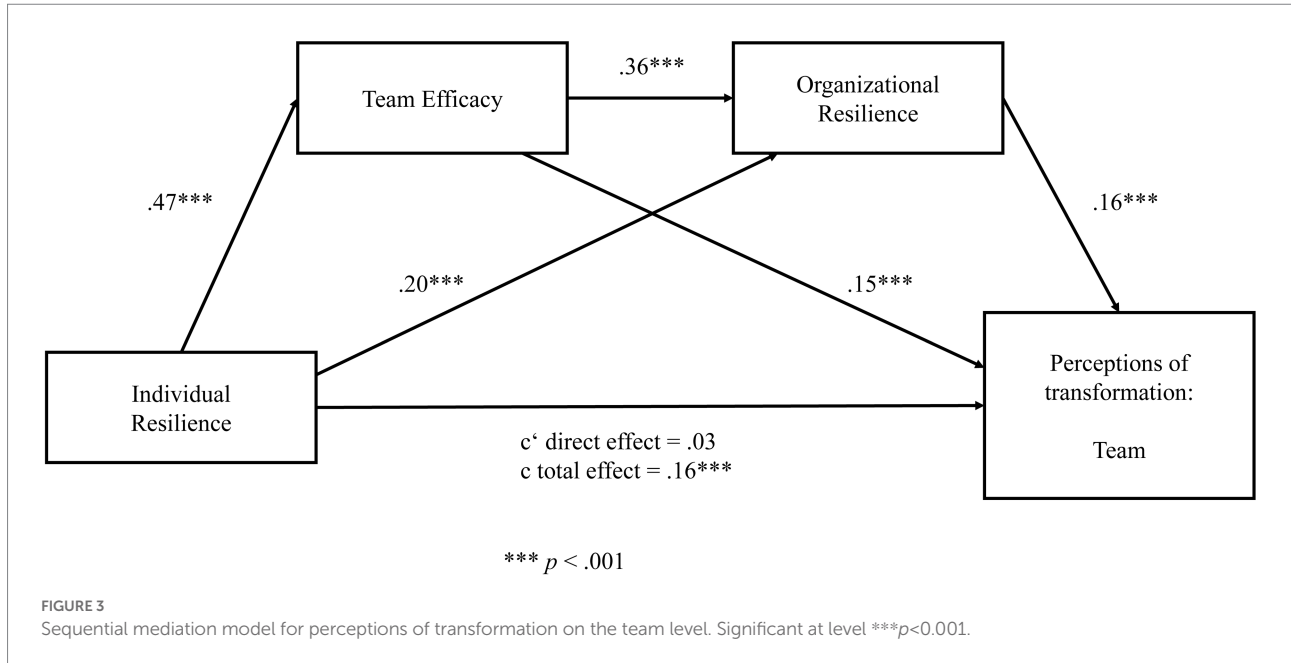 .36***
Team Efficacy
Organizational
Resilience
.47***
.16***
.20***
.15***
Individual
Resilience
Perceptions of
transformation:
Team
c‘ direct effect = .03
c total effect = .16***
*** p < .001
FIGURE 3
Sequential mediation model for perceptions of transformation on the team level. Significant at level ***p<0.001.